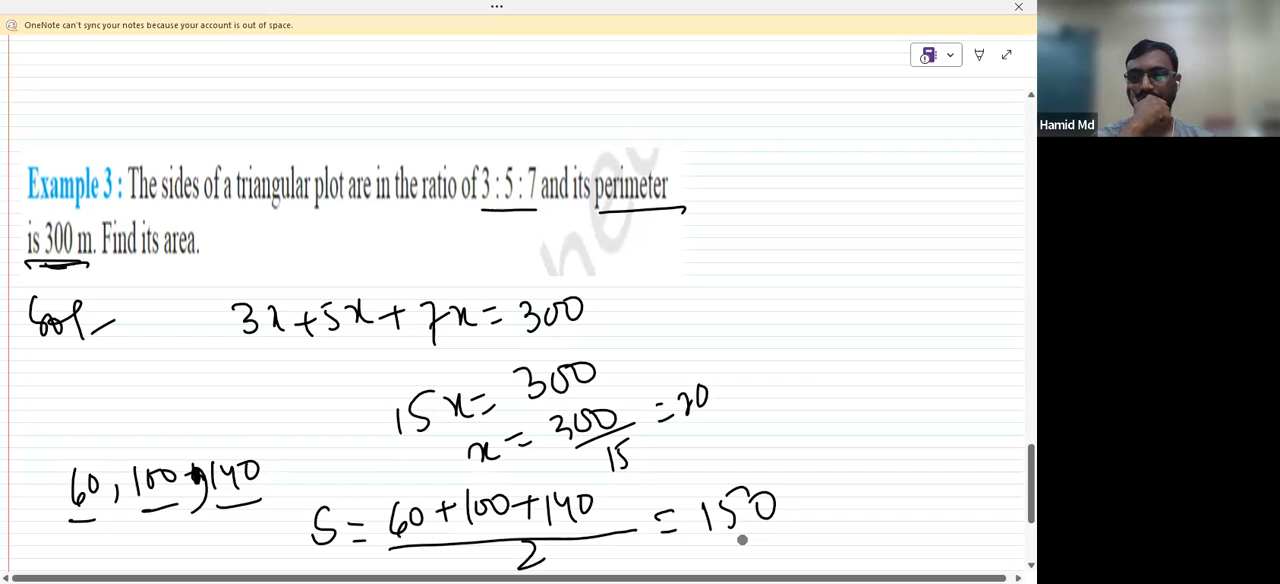 OneNote can't sync your notes because your account is out of space.
Hamid Md
Example 3 : The sides of a triangular plot are in the ratio of 3 : 5 : 7 and its perimeter
is 300 m. Find its area.
Sol
3x+5x+7x=300
15x=300
x=300/15=20
60, 100, 140
S=60+100+140/2=150